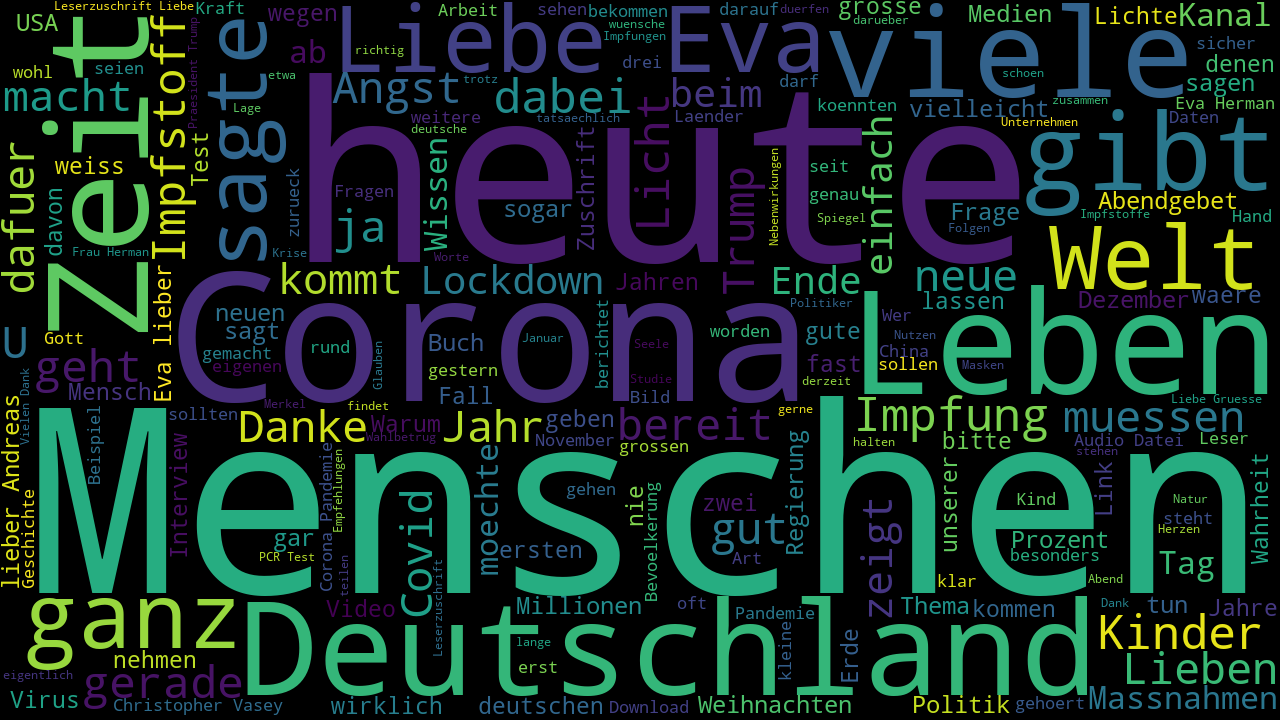 Leserzuschrift Liebe
Kraft
Arbeit
sehen
bekommen
darauf
duerfen
grosse
darueber
Medien
Lichte
Kanal
USA
wegen
Liebe
Eva
viele
wuensche
Impfungen
sicher
wohl
seien
zeit
Impfstoff
Praesident Trump
sagte
etwa
ab
richtig
Angst
trotz
drei
darf
schoen
denen
sagen
macht
Lage
heute
dabei
beim
koennten
vielleicht
zusammen
Eva Herman
weitere
deutsche
tatsaechlich
Laender
Unternehmen
Daten
gibt
dafuer
weiss
Test
Wissen
Zuschrift
Licht
seit
einfach
davon
zurueck
Fragen
ja
sogar
Trump
Nebenwirkungen
genau
Spiegel
Frage
Folgen
Abendgebet
Impfstoffe
Hand
Frau Herman
Krise
Worte
Welt
kommt
Lockdown
Jahren
Ende
neue
Eva lieber
Corona
Politiker
lassen
Dezember
waere
U
Gott
neuen
sagt
gemacht
eigenen
rund
Januar
Buch
gestern
Glauben
berichtet
Seele
Studie
worden
gute
Wer
China
Nutzen
sollen
Masken
Leben
geht
Mensch
fast
derzeit
Fall
Bild
Merkel
findet
gerne
Liebe Gruesse
Vielen Dank
lieber Andreas
sollten
Danke
Warum
Wahlbetrug
Jahr
geben
November
bereit
grossen
Impfung
muessen
halten
bitte
Audio Datei
stehen
Leser
Beispiel
Interview
Menschen
Geschichte
gar
PCR Test
Corona Pandemie
Empfehlungen
teilen
Covid
moechte
ersten
gehen
nie
Bevoelkerung
zwei
gut
Art
Regierung
zeigt
unserer
Kind
Prozent
besonders
Link
Natur
steht
Herzen
Wahrheit
klar
Abend
Tag
ganz
Deutschland
Video
Leserzuschrift
Millionen
lange
erst
oft
Pandemie
kleine
Erde
Thema
kommen
Dank
tun
Jahre
Kinder
nehmen
eigentlich
gerade
Lieben
Virus
Christopher Vasey
wirklich
deutschen
Download
Weihnachten
Politik
gehoert
Massnahmen